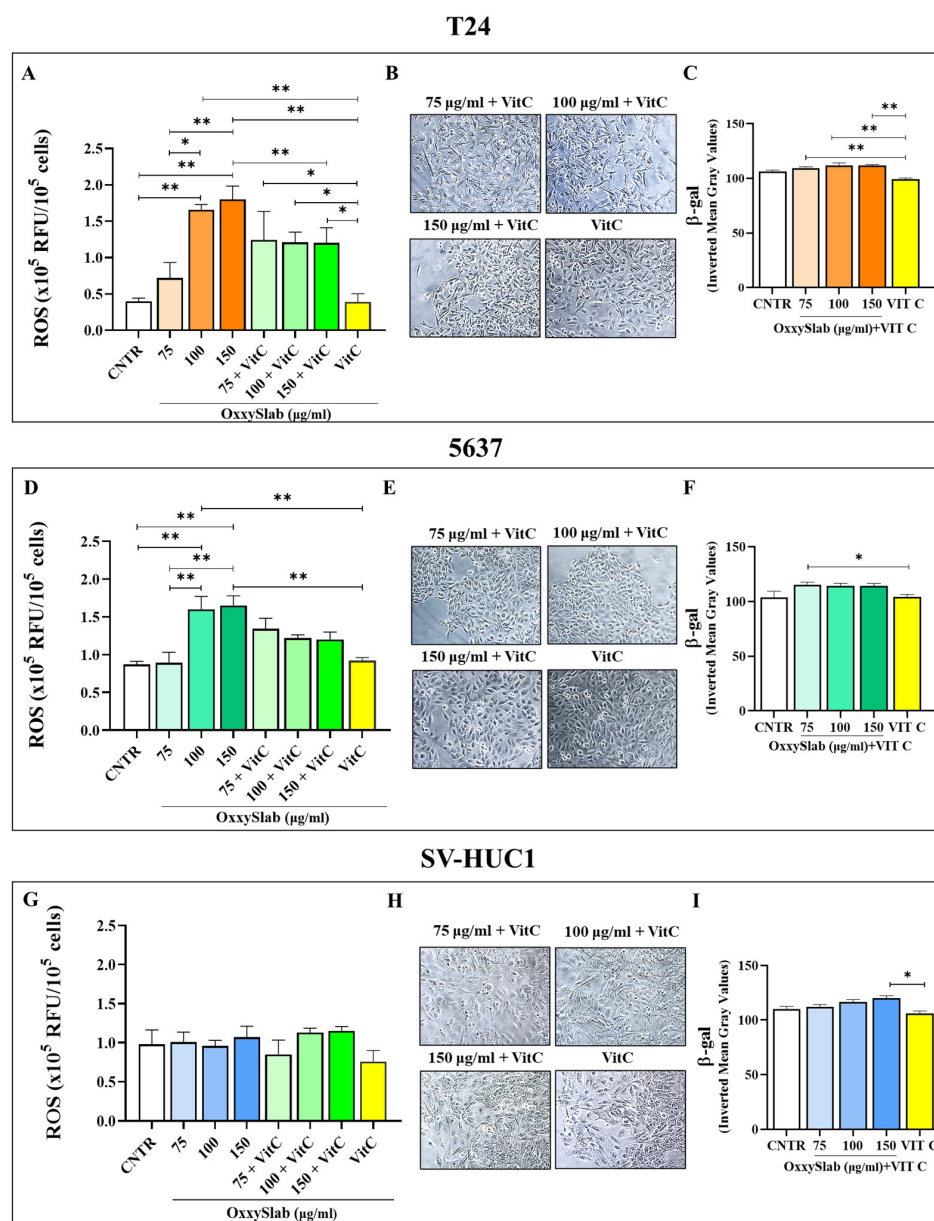 T24
A
B
C
ROS (x10⁵ RFU/10⁵ cells)
2.5
2.0
1.5
1.0
0.5
0.0
**
**
**
*
**
**
**
*
*
*
CNTR
75
100
150
75 + VitC
100 + VitC
150 + VitC
VitC
OxxySlab (µg/ml)
75 µg/ml + VitC
100 µg/ml + VitC
150 µg/ml + VitC
VitC
β-gal
(Inverted Mean Gray Values)
150
100
50
0
**
**
**
CNTR 75 100 150 VIT C
OxxySlab (µg/ml)+VIT C
5637
D
E
F
ROS (x10⁵ RFU/10⁵ cells)
2.5
2.0
1.5
1.0
0.5
0.0
**
**
**
**
**
**
CNTR
75
100
150
75 + VitC
100 + VitC
150 + VitC
VitC
OxxySlab (µg/ml)
75 µg/ml + VitC
100 µg/ml + VitC
150 µg/ml + VitC
VitC
β-gal
(Inverted Mean Gray Values)
150
100
50
0
*
CNTR 75 100 150 VIT C
OxxySlab (µg/ml)+VIT C
SV-HUC1
G
H
I
ROS (x10⁵ RFU/10⁵ cells)
2.5
2.0
1.5
1.0
0.5
0.0
CNTR
75
100
150
75 + VitC
100 + VitC
150 + VitC
VitC
OxxySlab (µg/ml)
75 µg/ml + VitC
100 µg/ml + VitC
150 µg/ml + VitC
VitC
β-gal
(Inverted Mean Gray Values)
150
100
50
0
*
CNTR 75 100 150 VIT C
OxxySlab (µg/ml)+VIT C